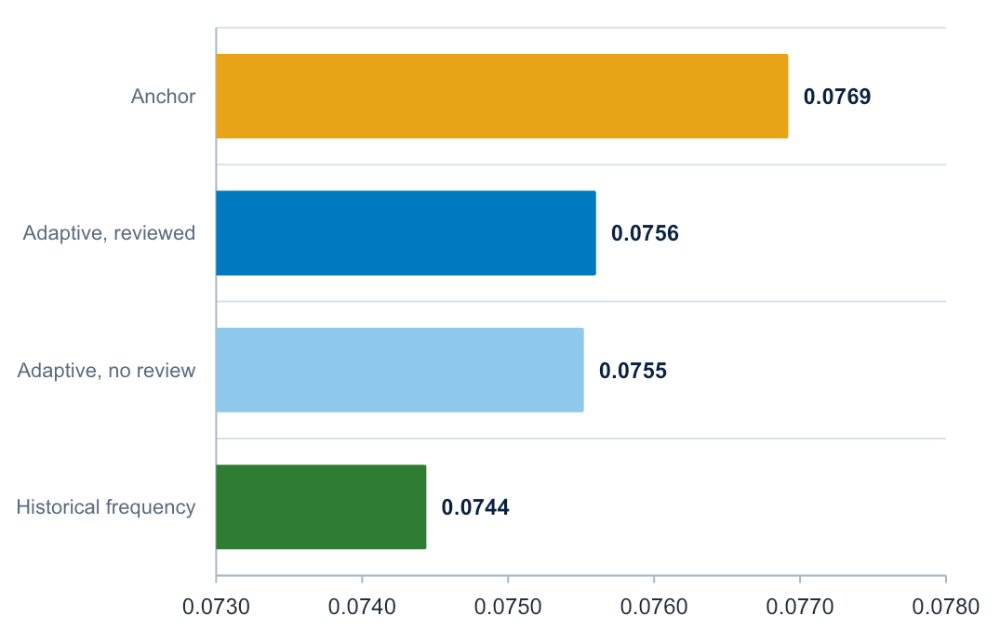 Anchor
0.0769
Adaptive, reviewed
0.0756
Adaptive, no review
0.0755
Historical frequency
0.0744
0.0730 0.0740 0.0750 0.0760 0.0770 0.0780